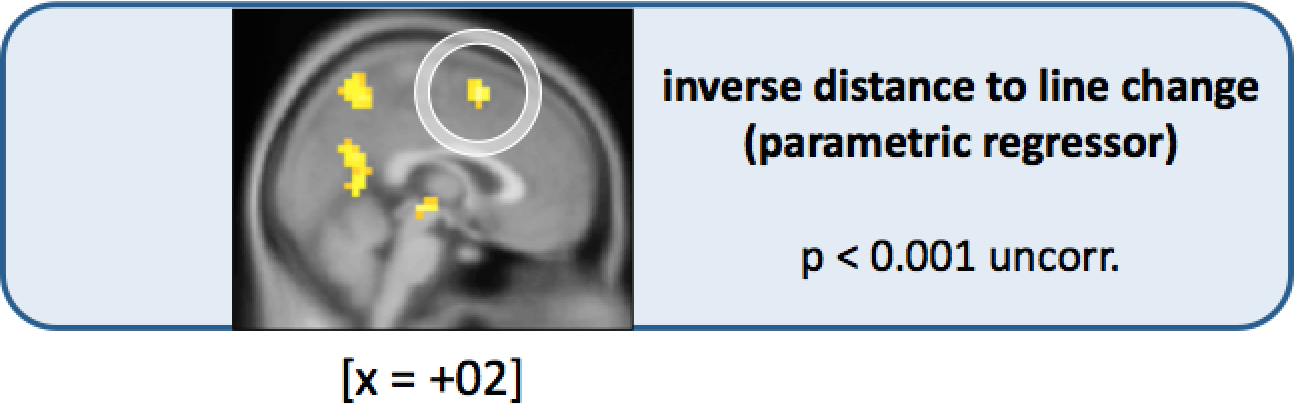 inverse distance to line change
(parametric regressor)
p < 0.001 uncorr.
[x = +02]